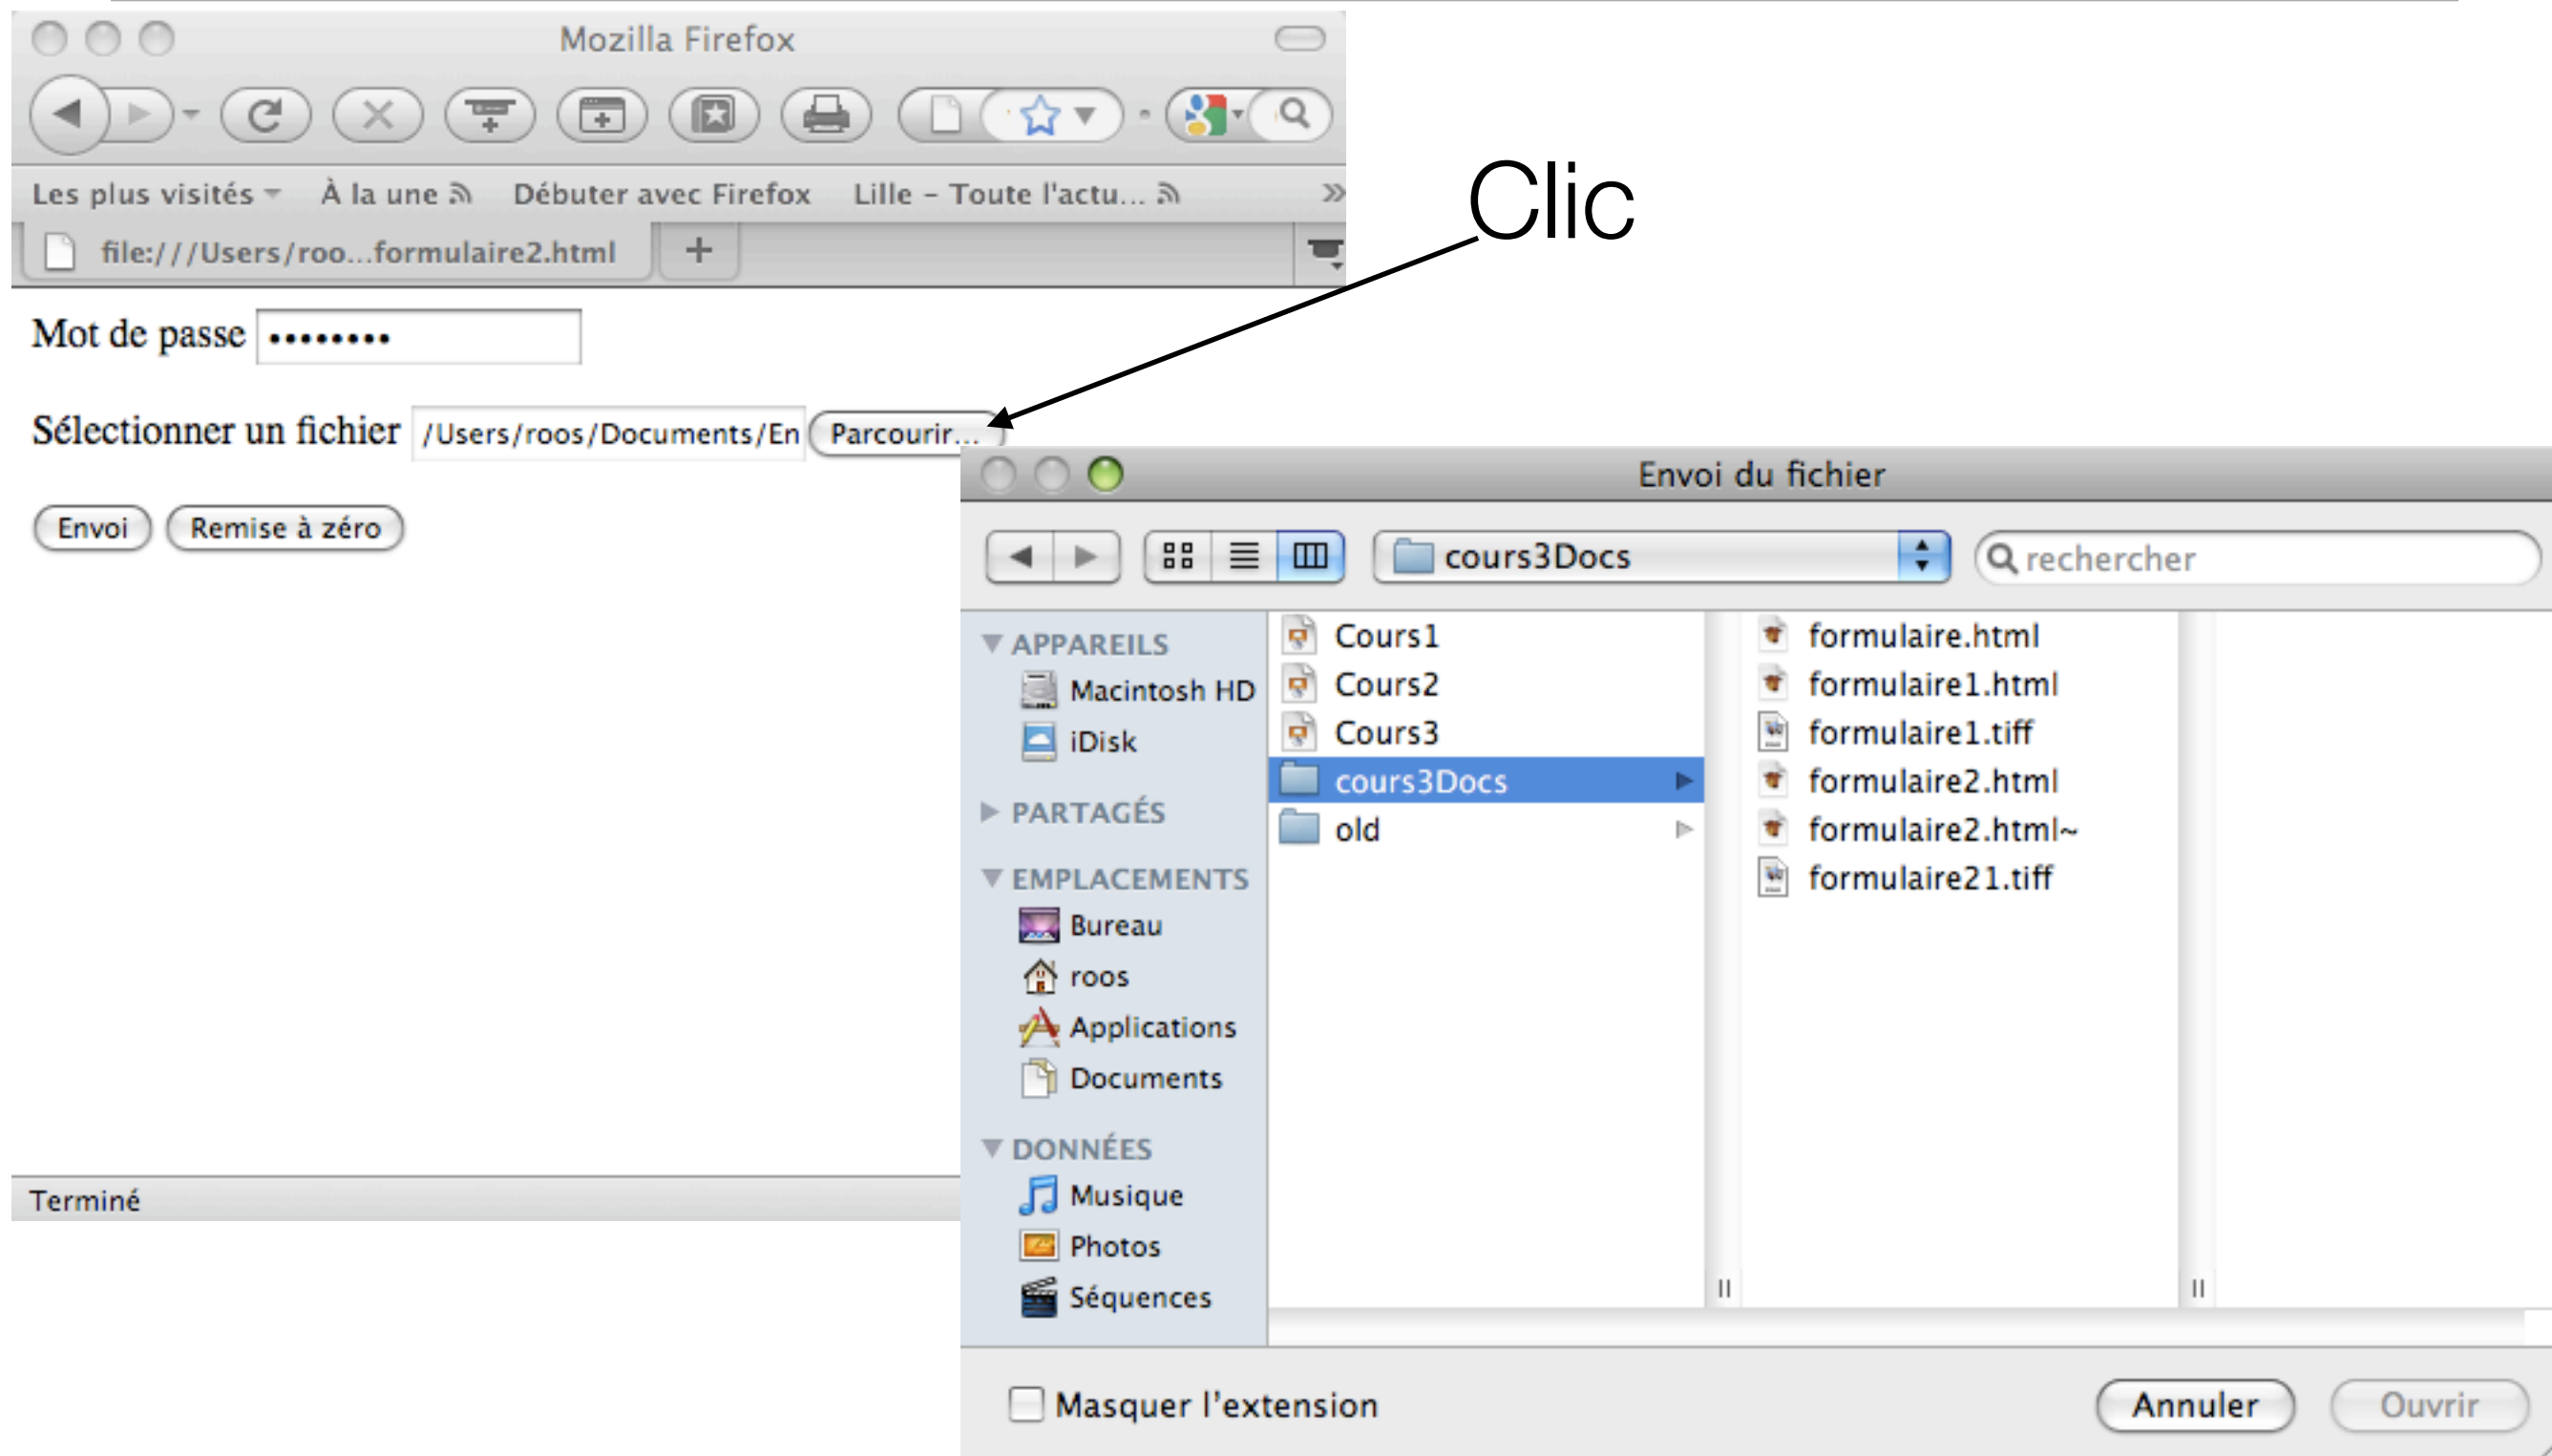 Mozilla Firefox
Les plus visités À la une Débuter avec Firefox Lille – Toute l'actu... »
file:///Users/roo...formulaire2.html +
Clic
Mot de passe ••••••••
Sélectionner un fichier /Users/roos/Documents/En Parcourir...
Envoi Remise à zéro
Terminé
Envoi du fichier
cours3Docs rechercher
APPAREILS
Macintosh HD
iDisk
PARTAGÉS
EMPLACEMENTS
Bureau
roos
Applications
Documents
DONNÉES
Musique
Photos
Séquences
Cours1
Cours2
Cours3
cours3Docs
old
formulaire.html
formulaire1.html
formulaire1.tiff
formulaire2.html
formulaire2.html~
formulaire21.tiff
Masquer l'extension
Annuler Ouvrir